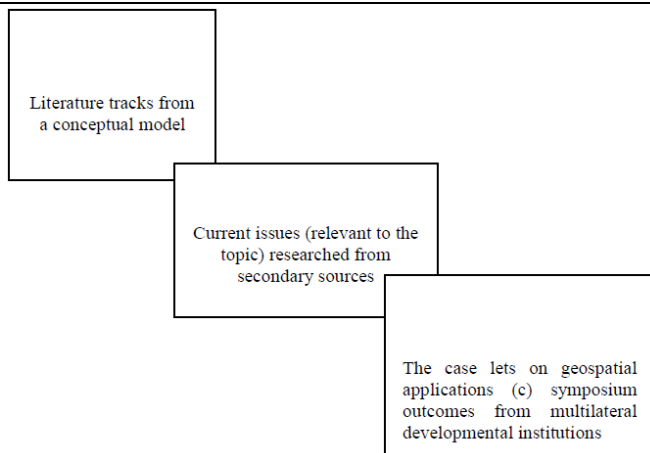 Literature tracks from
a conceptual model
Current issues (relevant to the
topic) researched from
secondary sources
The case lets on geospatial
applications (c) symposium
outcomes from multilateral
developmental institutions